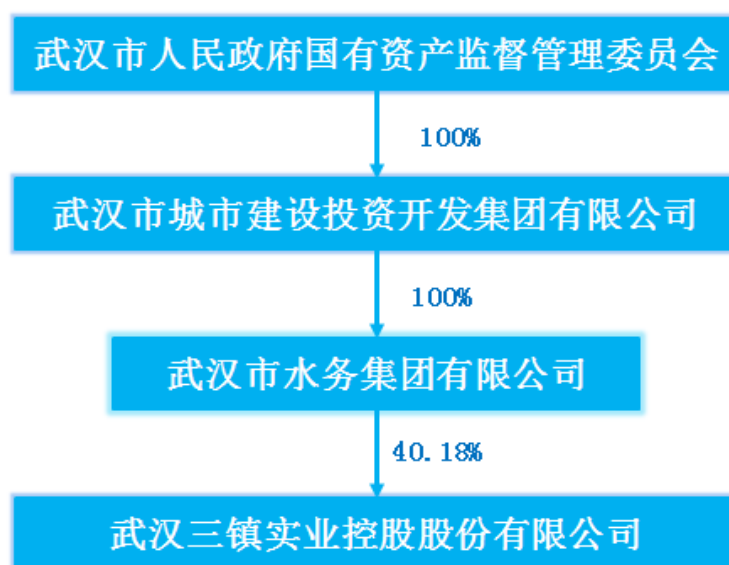 武汉市人民政府国有资产监督管理委员会
100%
武汉市城市建设投资开发集团有限公司
100%
武汉市水务集团有限公司
40.18%
武汉三镇实业控股股份有限公司